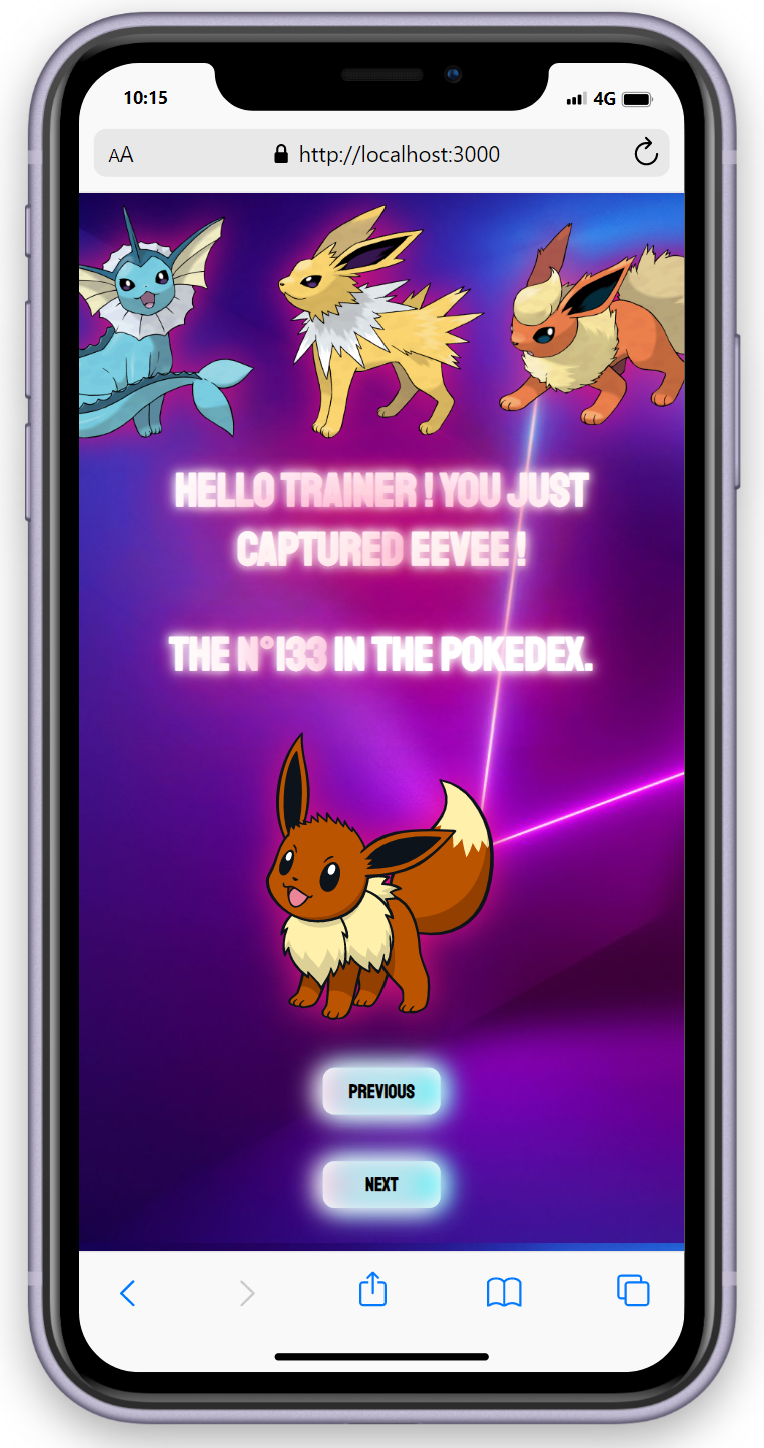 10:15
4G
AA
http://localhost:3000
HELLO TRAINER ! YOU JUST
CAPTURED EEVEE !
THE N°133 IN THE POKEDEX.
PREVIOUS
NEXT